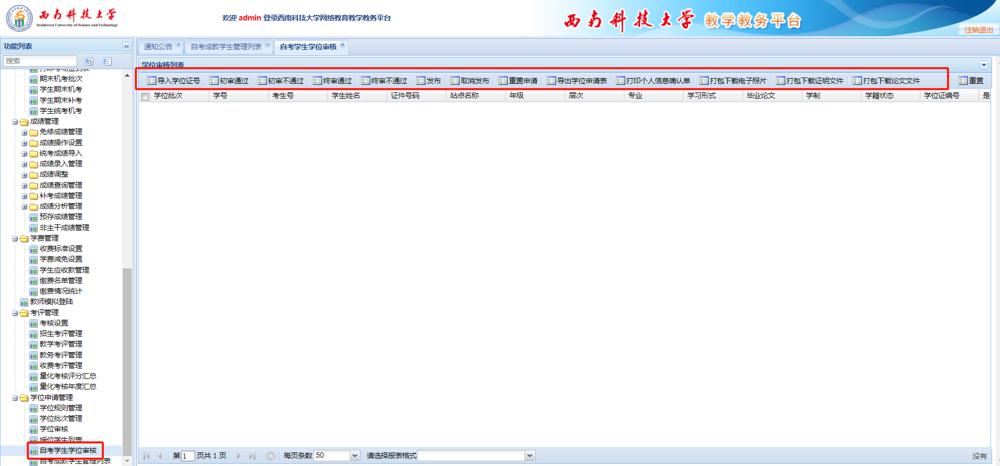 西南科技大学
Southwest University of Science and Technology
欢迎 admin 登录西南科技大学网络教育教学教务平台
西南科技大学 教学教务平台
注销退出
功能列表
搜索
打印考场签到表
期末机考批次
学生期末机考
学生期末补考
学生统考机考
成绩管理
免修成绩管理
成绩操作设置
统考成绩导入
成绩录入管理
成绩调整
成绩查询管理
补考成绩管理
成绩分析管理
预存成绩管理
非主干成绩管理
学费管理
收费标准设置
学费减免设置
学生应收款管理
缴费名单管理
缴费情况统计
教师模拟登陆
考评管理
考核设置
招生考评管理
教学考评管理
教务考评管理
收费考评管理
量化考核评分汇总
量化考核年度汇总
学位申请管理
学位规则管理
学位批次管理
学位审核
授位学生列表
自考学生学位审核
自考成教学生管理列表
通知公告 自考成教学生管理列表 自考学生学位审核
学位审核列表
导入学位证号 初审通过 初审不通过 终审通过 终审不通过 发布 取消发布 重置申请 导出学位申请表 打印个人信息确认单 打包下载电子照片 打包下载证明文件 打包下载论文文件 重置
学位批次 学号 考生号 学生姓名 证件号码 站点名称 年级 层次 专业 学习形式 毕业论文 学制 学籍状态 学位证编号 是
第 1 页共 1 页 每页条数 50 请选择报表格式 没有